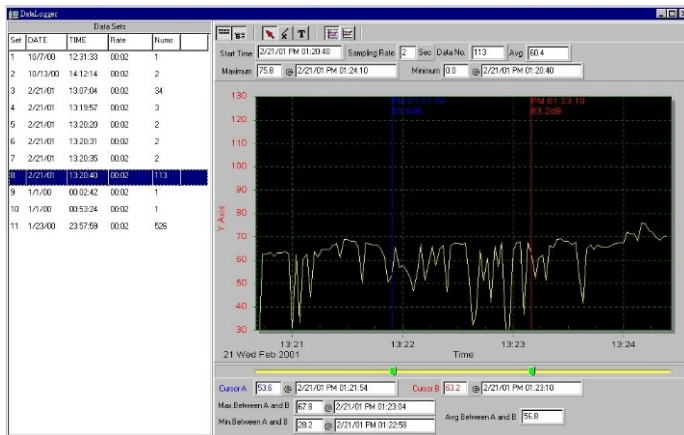 DataLogger
Data Sets
Set DATE TIME Rate Nums
1 10/7/00 12:31:33 00:02 1
2 10/13/00 14:12:14 00:02 2
3 2/21/01 13:07:04 00:02 34
4 2/21/01 13:19:57 00:02 3
5 2/21/01 13:20:20 00:02 2
6 2/21/01 13:20:31 00:02 2
7 2/21/01 13:20:35 00:02 2
8 2/21/01 13:20:40 00:02 113
9 1/1/00 00:02:42 00:02 1
10 1/1/00 00:53:24 00:02 1
11 1/23/00 23:57:59 00:02 526
T
Start Time 2/21/01 PM 01:20:40 Sampling Rate 2 Sec Data No. 113 Avg 60.4
Maximum 75.8 @ 2/21/01 PM 01:24:10 Minimum 0.0 @ 2/21/01 PM 01:20:40
PM 01:21:54 PM 01:23:10
63.2dB
130
120
110
100
90
80
70
60
50
40
30
Y Axis
13:21 13:22 13:23 13:24
21 Wed Feb 2001 Time
Cursor A 53.6 @ 2/21/01 PM 01:21:54 Cursor B 63.2 @ 2/21/01 PM 01:23:10
Max.Between A and B 67.8 @ 2/21/01 PM 01:23:04
Min.Between A and B 28.2 @ 2/21/01 PM 01:22:58
Avg Between A and B 56.8